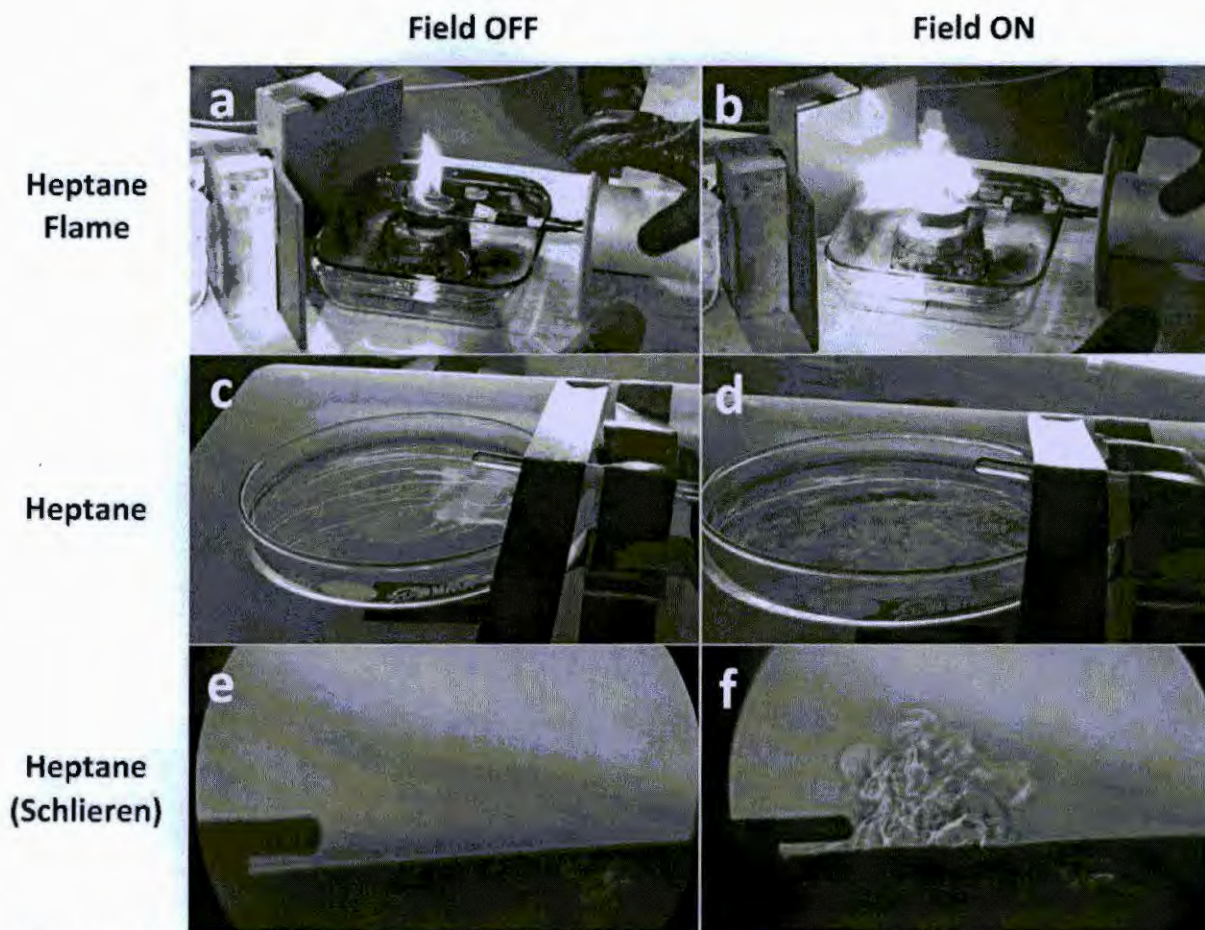 Field OFF
Field ON
Heptane
Flame
a
b
Heptane
c
d
Heptane
(Schlieren)
e
f